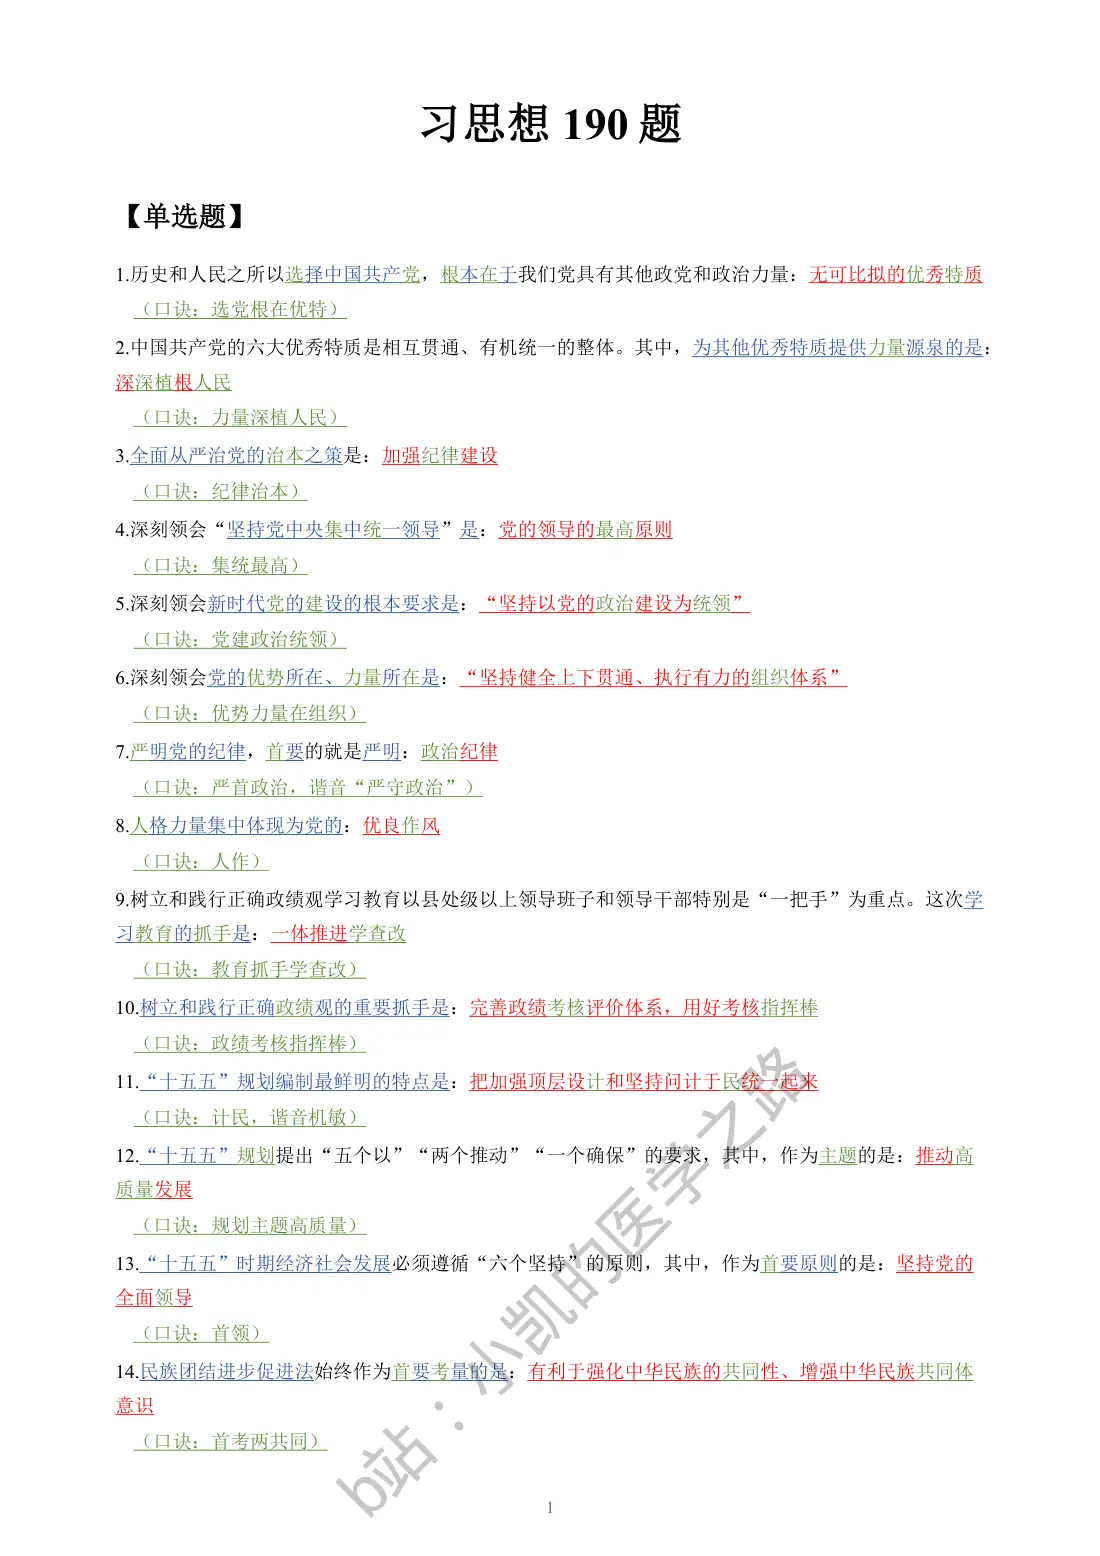 习思想 190 题
【单选题】
1.历史和人民之所以选择中国共产党，根本在于我们党具有其他政党和政治力量：无可比拟的优秀特质
（口诀：选党根在优特）
2.中国共产党的六大优秀特质是相互贯通、有机统一的整体。其中，为其他优秀特质提供力量源泉的是：
深深植根人民
（口诀：力量深植人民）
3.全面从严治党的治本之策是：加强纪律建设
（口诀：纪律治本）
4.深刻领会“坚持党中央集中统一领导”是：党的领导的最高原则
（口诀：集统最高）
5.深刻领会新时代党的建设的根本要求是：“坚持以党的政治建设为统领”
（口诀：党建政治统领）
6.深刻领会党的优势所在、力量所在是：“坚持健全上下贯通、执行有力的组织体系”
（口诀：优势力量在组织）
7.严明党的纪律，首要的就是严明：政治纪律
（口诀：严首政治，谐音“严守政治”）
8.人格力量集中体现为党的：优良作风
（口诀：人作）
9.树立和践行正确政绩观学习教育以县处级以上领导班子和领导干部特别是“一把手”为重点。这次学
习教育的抓手是：一体推进学查改
（口诀：教育抓手学查改）
10.树立和践行正确政绩观的重要抓手是：完善政绩考核评价体系，用好考核指挥棒
（口诀：政绩考核指挥棒）
11.“十五五”规划编制最鲜明的特点是：把加强顶层设计和坚持问计于民统一起来
（口诀：计民，谐音机敏）
12.“十五五”规划提出“五个以”“两个推动”“一个确保”的要求，其中，作为主题的是：推动高
质量发展
（口诀：规划主题高质量）
13.“十五五”时期经济社会发展必须遵循“六个坚持”的原则，其中，作为首要原则的是：坚持党的
全面领导
（口诀：首领）
14.民族团结进步促进法始终作为首要考量的是：有利于强化中华民族的共同性、增强中华民族共同体
意识
（口诀：首考两共同）
b站：小凯的医学之路
1